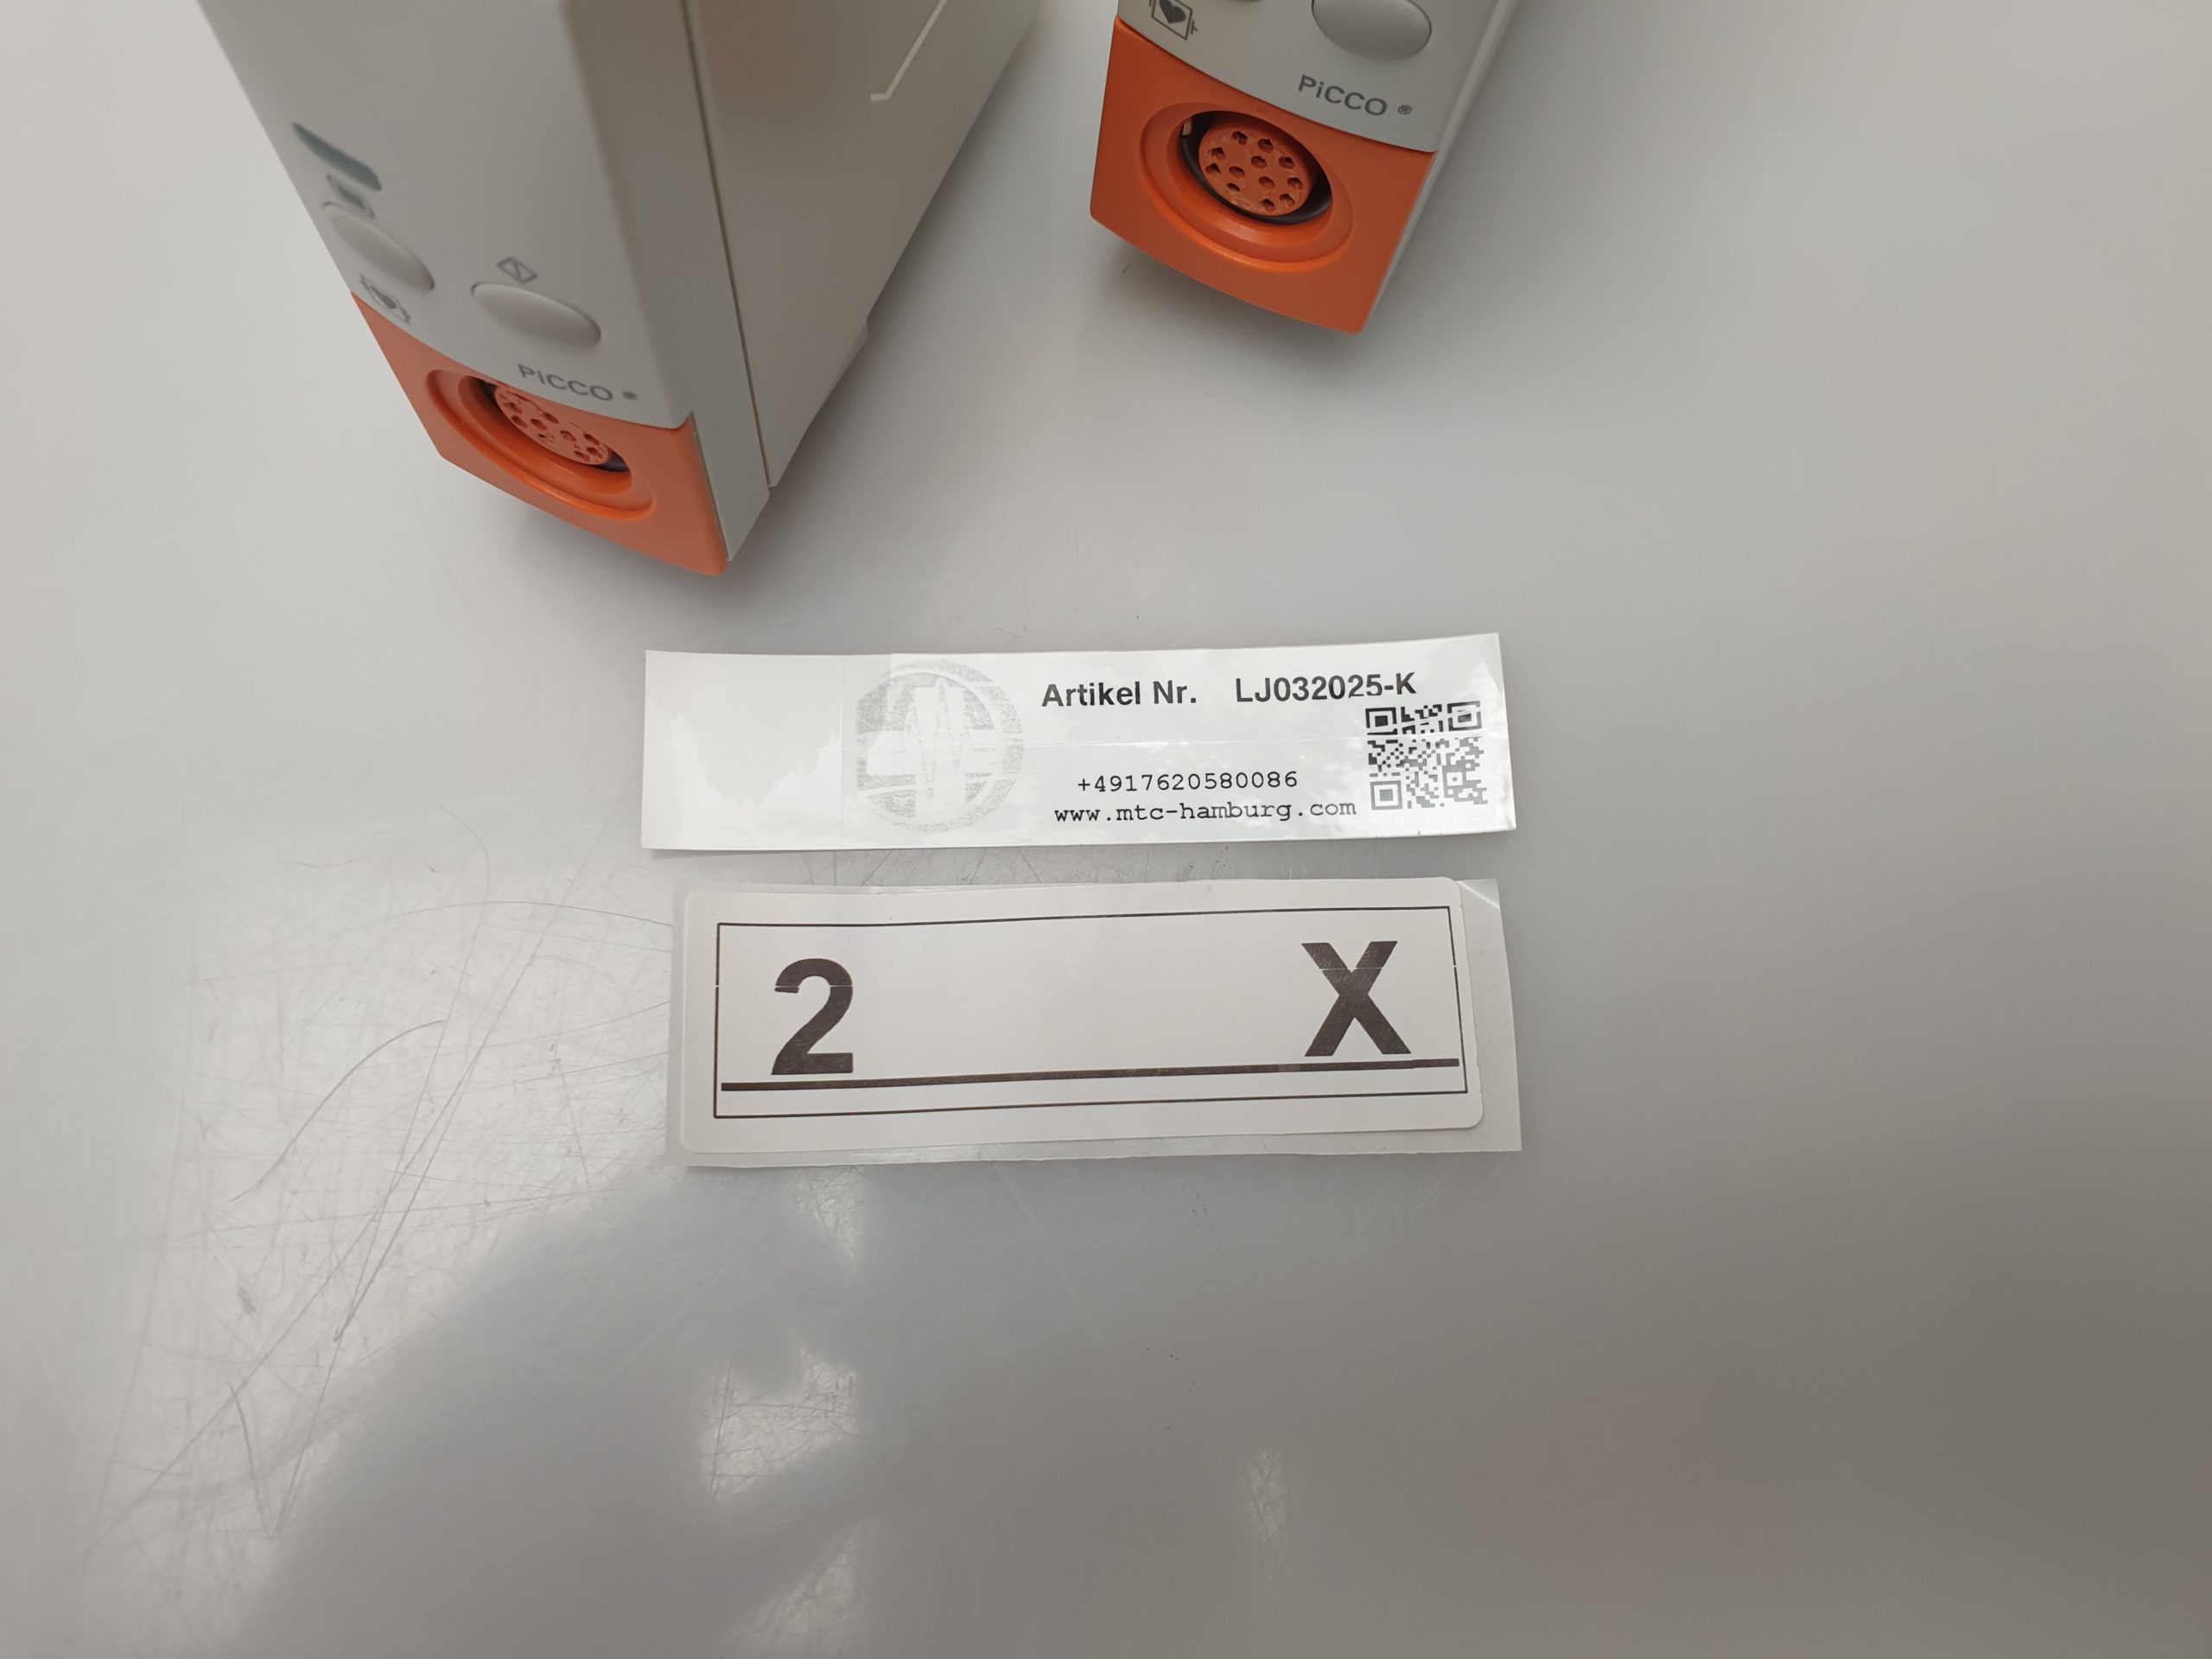 PiCCO ®
PiCCO ®
Artikel Nr. LJ032025-K
+4917620580086
www.mtc-hamburg.com
2 X